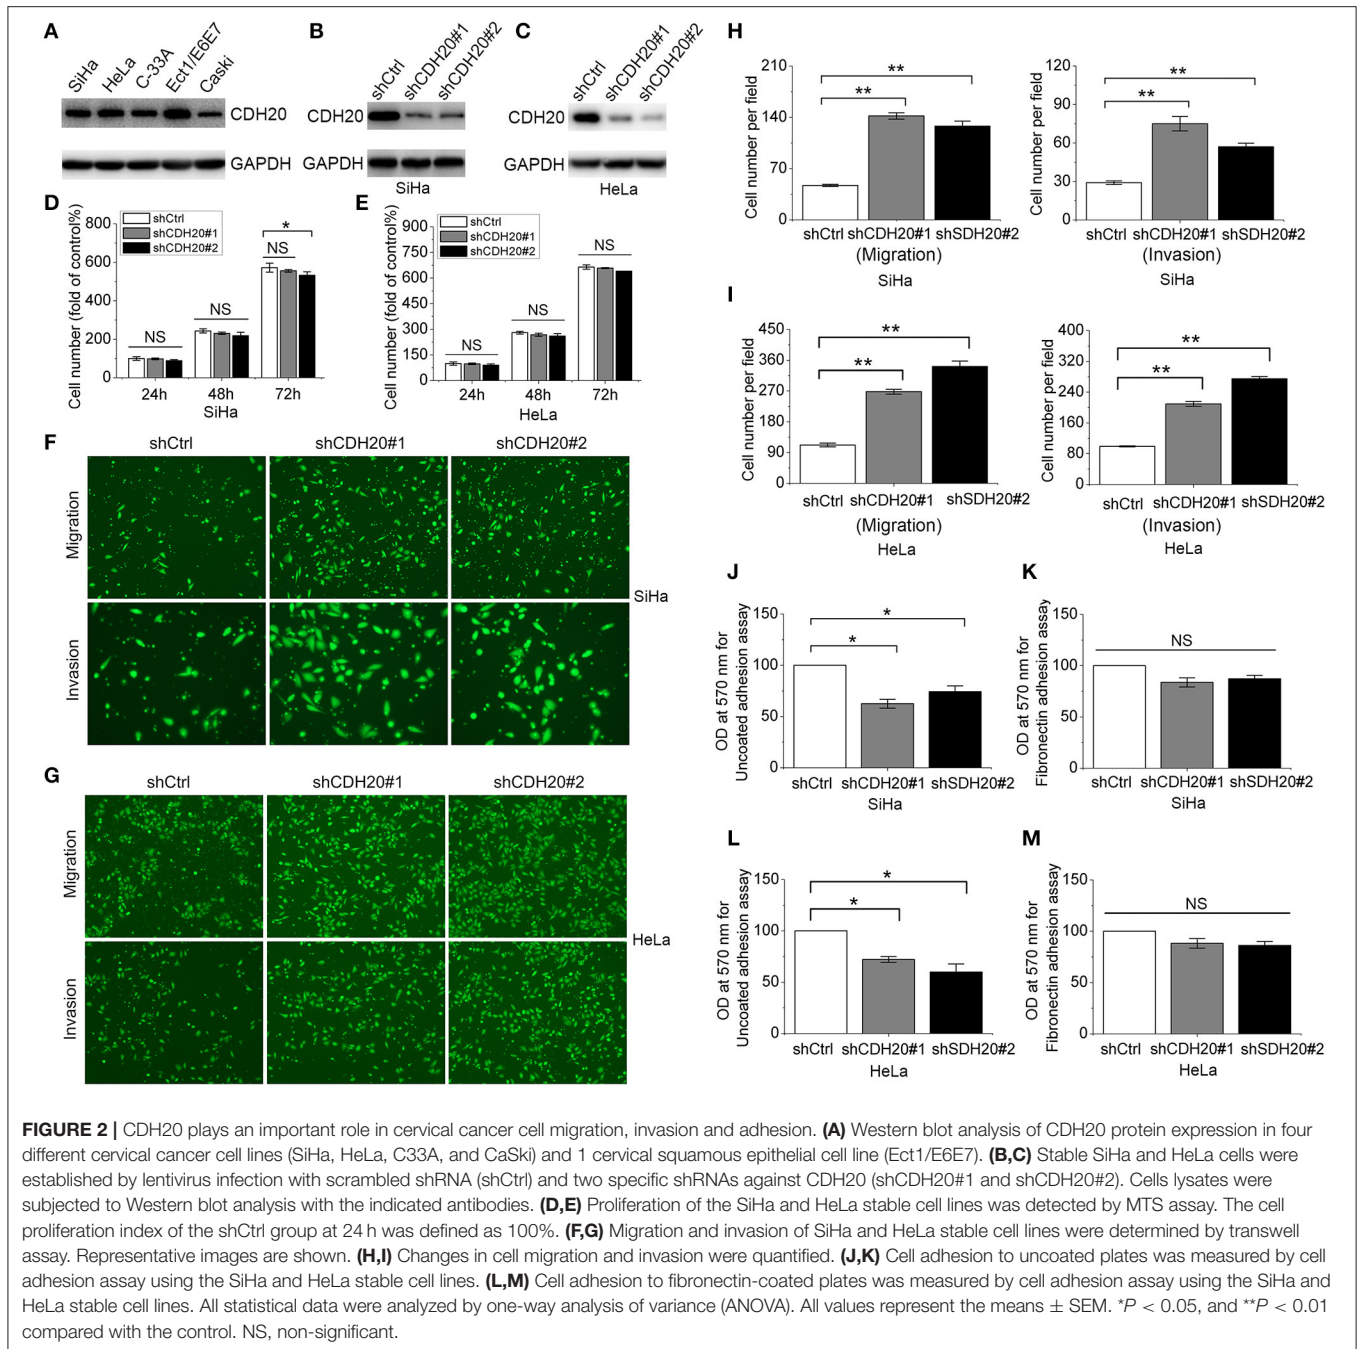 A
SiHa
HeLa
C-33A
Ect1/E6E7
Caski
CDH20
GAPDH
B
shCtrl
shCDH20#1
shCDH20#2
CDH20
GAPDH
SiHa
C
shCtrl
shCDH20#1
shCDH20#2
CDH20
GAPDH
HeLa
D
Cell number (fold of control%)
800
600
400
200
0
shCtrl
shCDH20#1
shCDH20#2
NS
NS
NS
*
24h 48h 72h
SiHa
E
Cell number (fold of control%)
900
750
600
450
300
150
0
shCtrl
shCDH20#1
shCDH20#2
NS
NS
NS
24h 48h 72h
HeLa
F
shCtrl shCDH20#1 shCDH20#2
Migration
Invasion
SiHa
G
shCtrl shCDH20#1 shCDH20#2
Migration
Invasion
HeLa
H
Cell number per field
210
140
70
0
**
**
shCtrl shCDH20#1 shSDH20#2
(Migration)
SiHa
Cell number per field
120
90
60
30
0
**
**
shCtrl shCDH20#1 shSDH20#2
(Invasion)
SiHa
I
Cell number per field
450
360
270
180
90
0
**
**
shCtrl shCDH20#1 shSDH20#2
(Migration)
HeLa
Cell number per field
400
320
240
160
80
0
**
**
shCtrl shCDH20#1 shSDH20#2
(Invasion)
HeLa
J
OD at 570 nm for
Uncoated adhesion assay
150
100
50
0
*
*
shCtrl shCDH20#1 shSDH20#2
SiHa
K
OD at 570 nm for
Fibronectin adhesion assay
150
100
50
0
NS
shCtrl shCDH20#1 shSDH20#2
SiHa
L
OD at 570 nm for
Uncoated adhesion assay
150
100
50
0
*
*
shCtrl shCDH20#1 shSDH20#2
HeLa
M
OD at 570 nm for
Fibronectin adhesion assay
150
100
50
0
NS
shCtrl shCDH20#1 shSDH20#2
HeLa
FIGURE 2 | CDH20 plays an important role in cervical cancer cell migration, invasion and adhesion. (A) Western blot analysis of CDH20 protein expression in four
different cervical cancer cell lines (SiHa, HeLa, C33A, and CaSki) and 1 cervical squamous epithelial cell line (Ect1/E6E7). (B,C) Stable SiHa and HeLa cells were
established by lentivirus infection with scrambled shRNA (shCtrl) and two specific shRNAs against CDH20 (shCDH20#1 and shCDH20#2). Cells lysates were
subjected to Western blot analysis with the indicated antibodies. (D,E) Proliferation of the SiHa and HeLa stable cell lines was detected by MTS assay. The cell
proliferation index of the shCtrl group at 24 h was defined as 100%. (F,G) Migration and invasion of SiHa and HeLa stable cell lines were determined by transwell
assay. Representative images are shown. (H,I) Changes in cell migration and invasion were quantified. (J,K) Cell adhesion to uncoated plates was measured by cell
adhesion assay using the SiHa and HeLa stable cell lines. (L,M) Cell adhesion to fibronectin-coated plates was measured by cell adhesion assay using the SiHa and
HeLa stable cell lines. All statistical data were analyzed by one-way analysis of variance (ANOVA). All values represent the means ± SEM. *P < 0.05, and **P < 0.01
compared with the control. NS, non-significant.